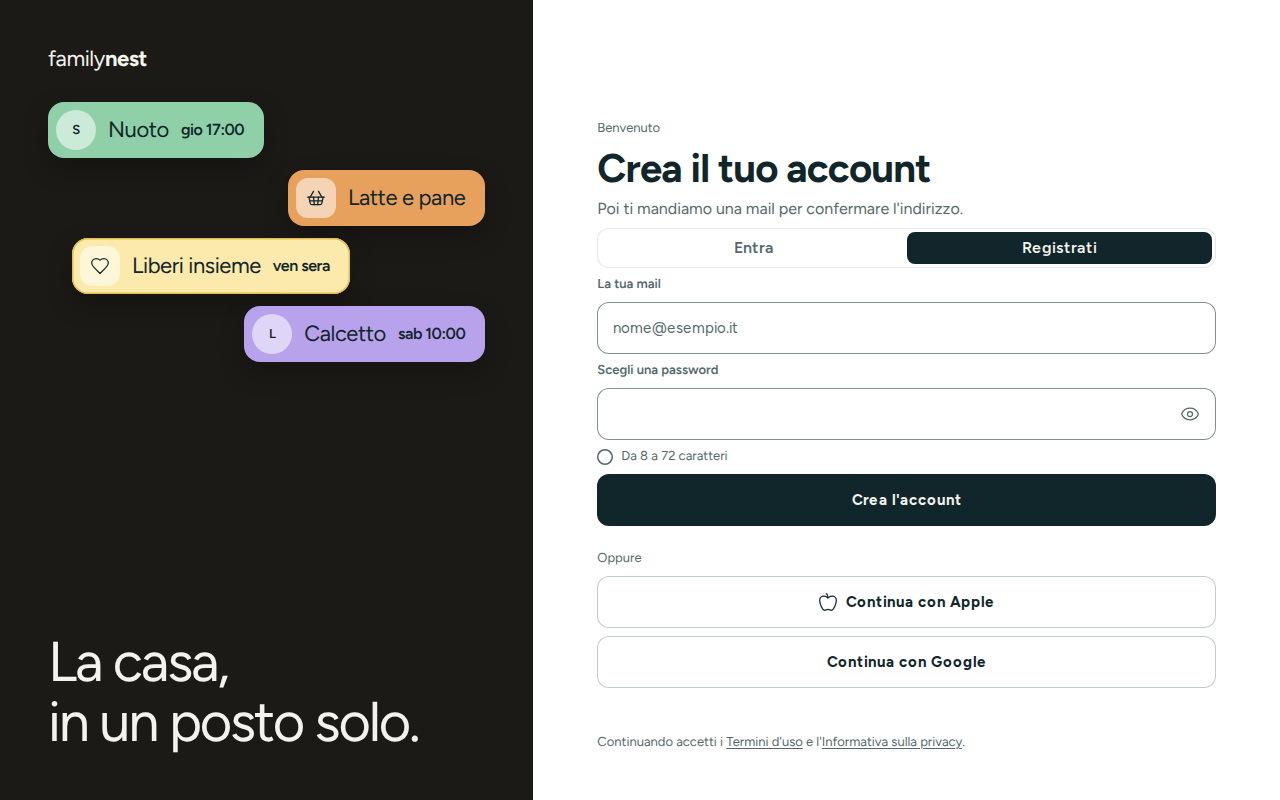 familynest
S Nuoto gio 17:00
Latte e pane
Liberi insieme ven sera
L Calcetto sab 10:00
La casa,
in un posto solo.
Benvenuto
Crea il tuo account
Poi ti mandiamo una mail per confermare l'indirizzo.
Entra Registrati
La tua mail
nome@esempio.it
Scegli una password
Da 8 a 72 caratteri
Crea l'account
Oppure
Continua con Apple
Continua con Google
Continuando accetti i Termini d'uso e l'Informativa sulla privacy.